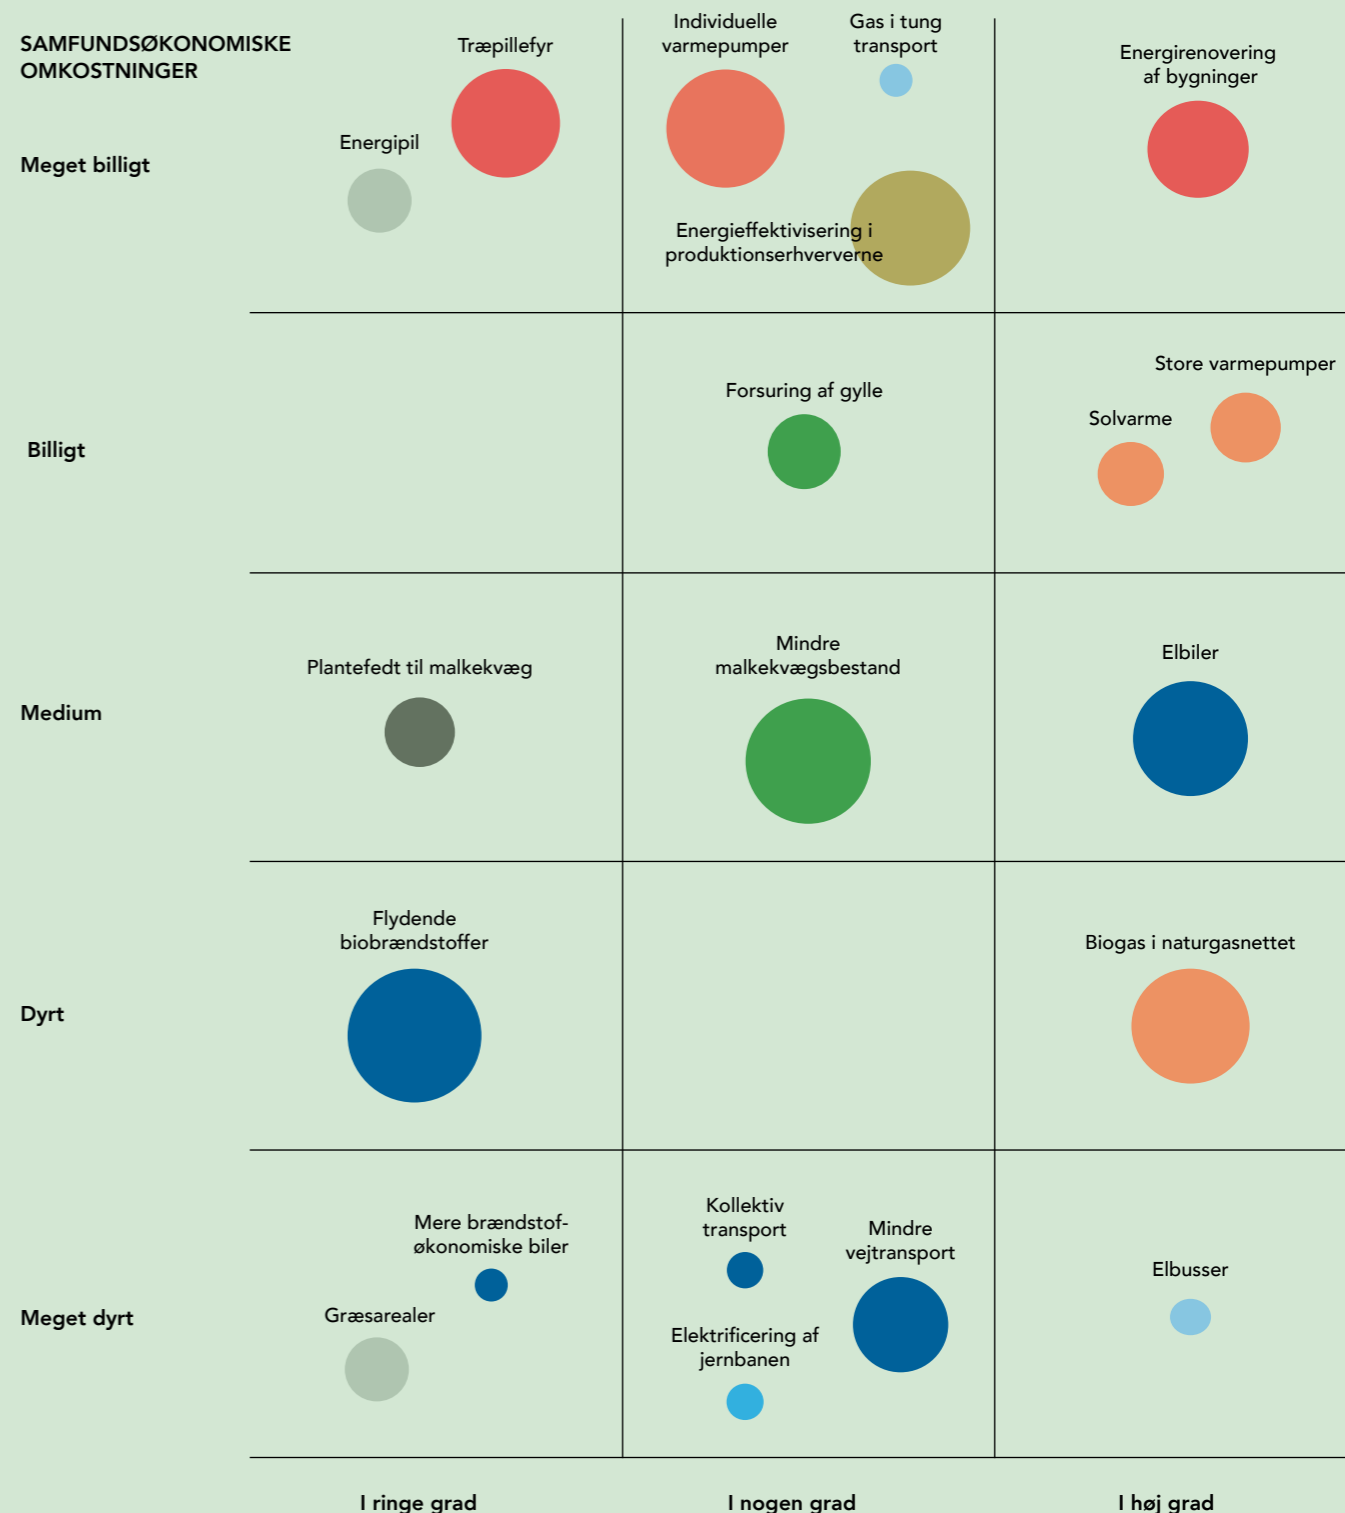 SAMFUNDSØKONOMISKE
OMKOSTNINGER
Træpillefyr
Individuelle
varmepumper
Gas i tung
transport
Energirenovering
af bygninger
Energipil
Meget billigt
Energieffektivisering i
produktionserhververne
Store varmepumper
Forsuring af gylle
Solvarme
Billigt
Plantefedt til malkekvæg
Mindre
malkekvægsbestand
Elbiler
Medium
Flydende
biobrændstoffer
Biogas i naturgasnettet
Dyrt
Mere brændstof-
økonomiske biler
Kollektiv
transport
Mindre
vejtransport
Elbusser
Græsarealer
Meget dyrt
Elektrificering af
jernbanen
I ringe grad
I nogen grad
I høj grad